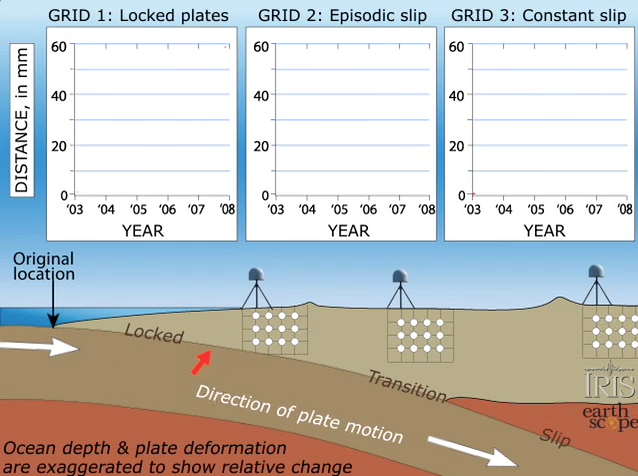 GRID 1: Locked plates
GRID 2: Episodic slip
GRID 3: Constant slip
DISTANCE, in mm
60
40
20
0
'03 '04 '05 '06 '07 '08
YEAR
60
40
20
0
'03 '04 '05 '06 '07 '08
YEAR
60
40
20
0
'03 '04 '05 '06 '07 '08
YEAR
Original
location
Locked
Transition
Slip
Direction of plate motion
IRIS
earth
scope
Ocean depth & plate deformation
are exaggerated to show relative change